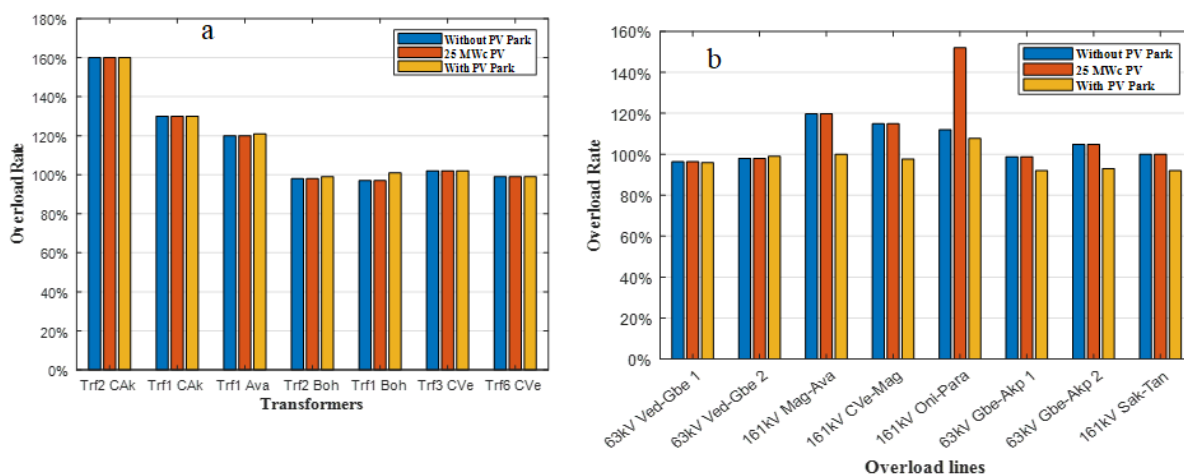 a
180%
160%
140%
120%
100%
80%
60%
40%
20%
0%
Overload Rate
Without PV Park
25 MWc PV
With PV Park
Trf2 CAk
Trf1 CAk
Trf1 Ava
Trf2 Boh
Trf1 Boh
Trf3 CVe
Trf6 CVe
Transformers
b
160%
140%
120%
100%
80%
60%
40%
20%
0%
Overload Rate
Without PV Park
25 MWc PV
With PV Park
63kV Ved-Gbe 1
63kV Ved-Gbe 2
161kV Mag-Ava
161kV CVe-Mag
161kV Oni-Para
63kV Gbe-Akp 1
63kV Gbe-Akp 2
161kV Sak-Tan
Overload lines